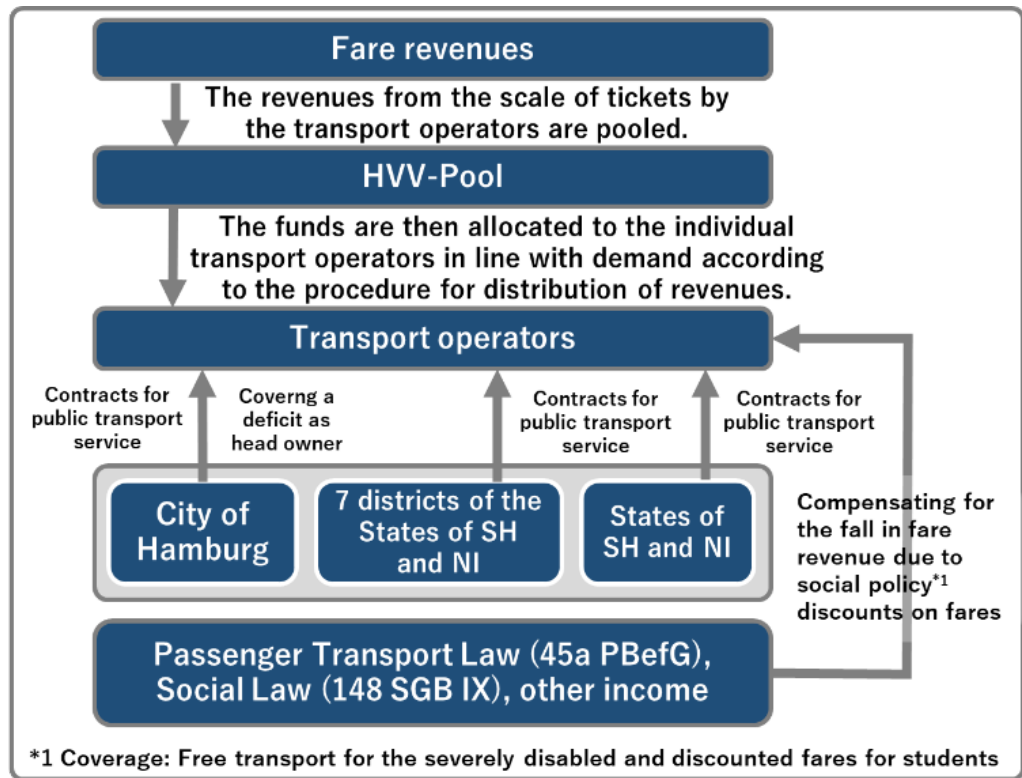 Fare revenues
The revenues from the scale of tickets by
the transport operators are pooled.
HVV-Pool
The funds are then allocated to the individual
transport operators in line with demand according
to the procedure for distribution of revenues.
Transport operators
Contracts for
public transport
service
Coverng a
deficit as
head owner
Contracts for
public transport
service
Contracts for
public transport
service
City of
Hamburg
7 districts of the
States of SH
and NI
States of
SH and NI
Compensating for
the fall in fare
revenue due to
social policy*1
discounts on fares
Passenger Transport Law (45a PBefG),
Social Law (148 SGB IX), other income
*1 Coverage: Free transport for the severely disabled and discounted fares for students